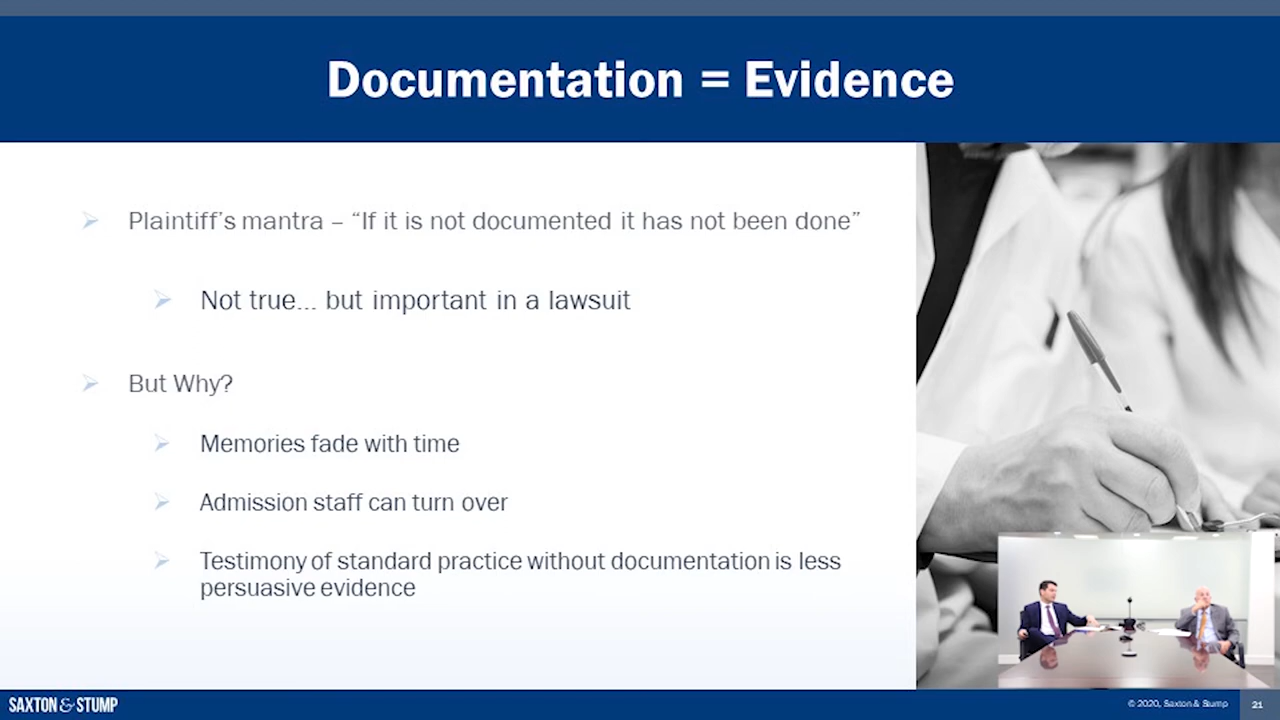 Documentation = Evidence
Plaintiff's mantra – “If it is not documented it has not been done”
Not true... but important in a lawsuit
But Why?
Memories fade with time
Admission staff can turn over
Testimony of standard practice without documentation is less
persuasive evidence
SAXTON & STUMP
© 2020, Saxton & Stump
21